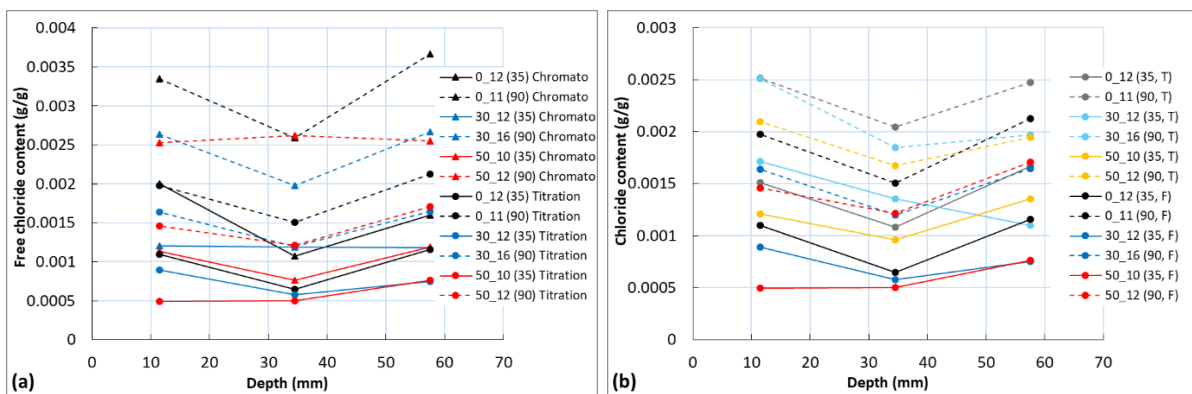 0.004
0.0035
0.003
0.0025
0.002
0.0015
0.001
0.0005
0
0 10 20 30 40 50 60 70
Free chloride content (g/g)
Depth (mm)
(a)
0_12 (35) Chromato
0_11 (90) Chromato
30_12 (35) Chromato
30_16 (90) Chromato
50_10 (35) Chromato
50_12 (90) Chromato
0_12 (35) Titration
0_11 (90) Titration
30_12 (35) Titration
30_16 (90) Titration
50_10 (35) Titration
50_12 (90) Titration
0.003
0.0025
0.002
0.0015
0.001
0.0005
0
0 10 20 30 40 50 60 70
Chloride content (g/g)
Depth (mm)
(b)
0_12 (35, T)
0_11 (90, T)
30_12 (35, T)
30_16 (90, T)
50_10 (35, T)
50_12 (90, T)
0_12 (35, F)
0_11 (90, F)
30_12 (35, F)
30_16 (90, F)
50_10 (35, F)
50_12 (90, F)